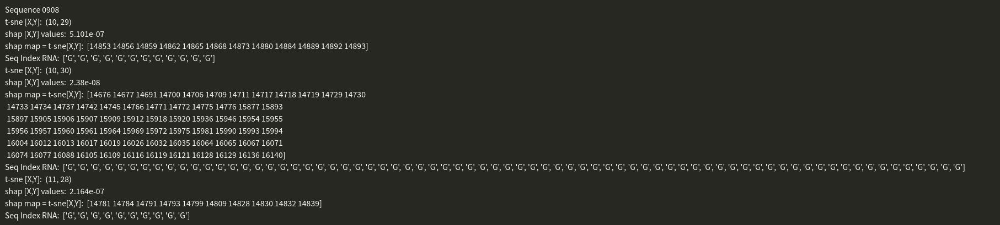 Sequence 0908
t-sne [X,Y]: (10, 29)
shap [X,Y] values: 5.101e-07
shap map = t-sne[X,Y]: [14853 14856 14859 14862 14865 14868 14873 14880 14884 14889 14892 14893]
Seq Index RNA: ['G', 'G', 'G', 'G', 'G', 'G', 'G', 'G', 'G', 'G', 'G', 'G']
t-sne [X,Y]: (10, 30)
shap [X,Y] values: 2.38e-08
shap map = t-sne[X,Y]: [14676 14677 14691 14700 14706 14709 14711 14717 14718 14719 14729 14730
14733 14734 14737 14742 14745 14766 14771 14772 14775 14776 15877 15893
15897 15905 15906 15907 15909 15912 15918 15920 15936 15946 15954 15955
15956 15957 15960 15961 15964 15969 15972 15975 15981 15990 15993 15994
16004 16012 16013 16017 16019 16026 16032 16035 16064 16065 16067 16071
16074 16077 16088 16105 16109 16116 16119 16121 16128 16129 16136 16140]
Seq Index RNA: ['G', 'G', 'G', 'G', 'G', 'G', 'G', 'G', 'G', 'G', 'G', 'G', 'G', 'G', 'G', 'G', 'G', 'G', 'G', 'G', 'G', 'G', 'G', 'G', 'G', 'G', 'G', 'G', 'G', 'G', 'G', 'G', 'G', 'G', 'G', 'G', 'G', 'G', 'G', 'G', 'G', 'G', 'G', 'G', 'G', 'G', 'G', 'G', 'G', 'G', 'G', 'G', 'G', 'G', 'G', 'G', 'G', 'G', 'G', 'G', 'G', 'G', 'G', 'G', 'G', 'G', 'G', 'G', 'G', 'G', 'G', 'G']
t-sne [X,Y]: (11, 28)
shap [X,Y] values: 2.164e-07
shap map = t-sne[X,Y]: [14781 14784 14791 14793 14799 14809 14828 14830 14832 14839]
Seq Index RNA: ['G', 'G', 'G', 'G', 'G', 'G', 'G', 'G', 'G', 'G']